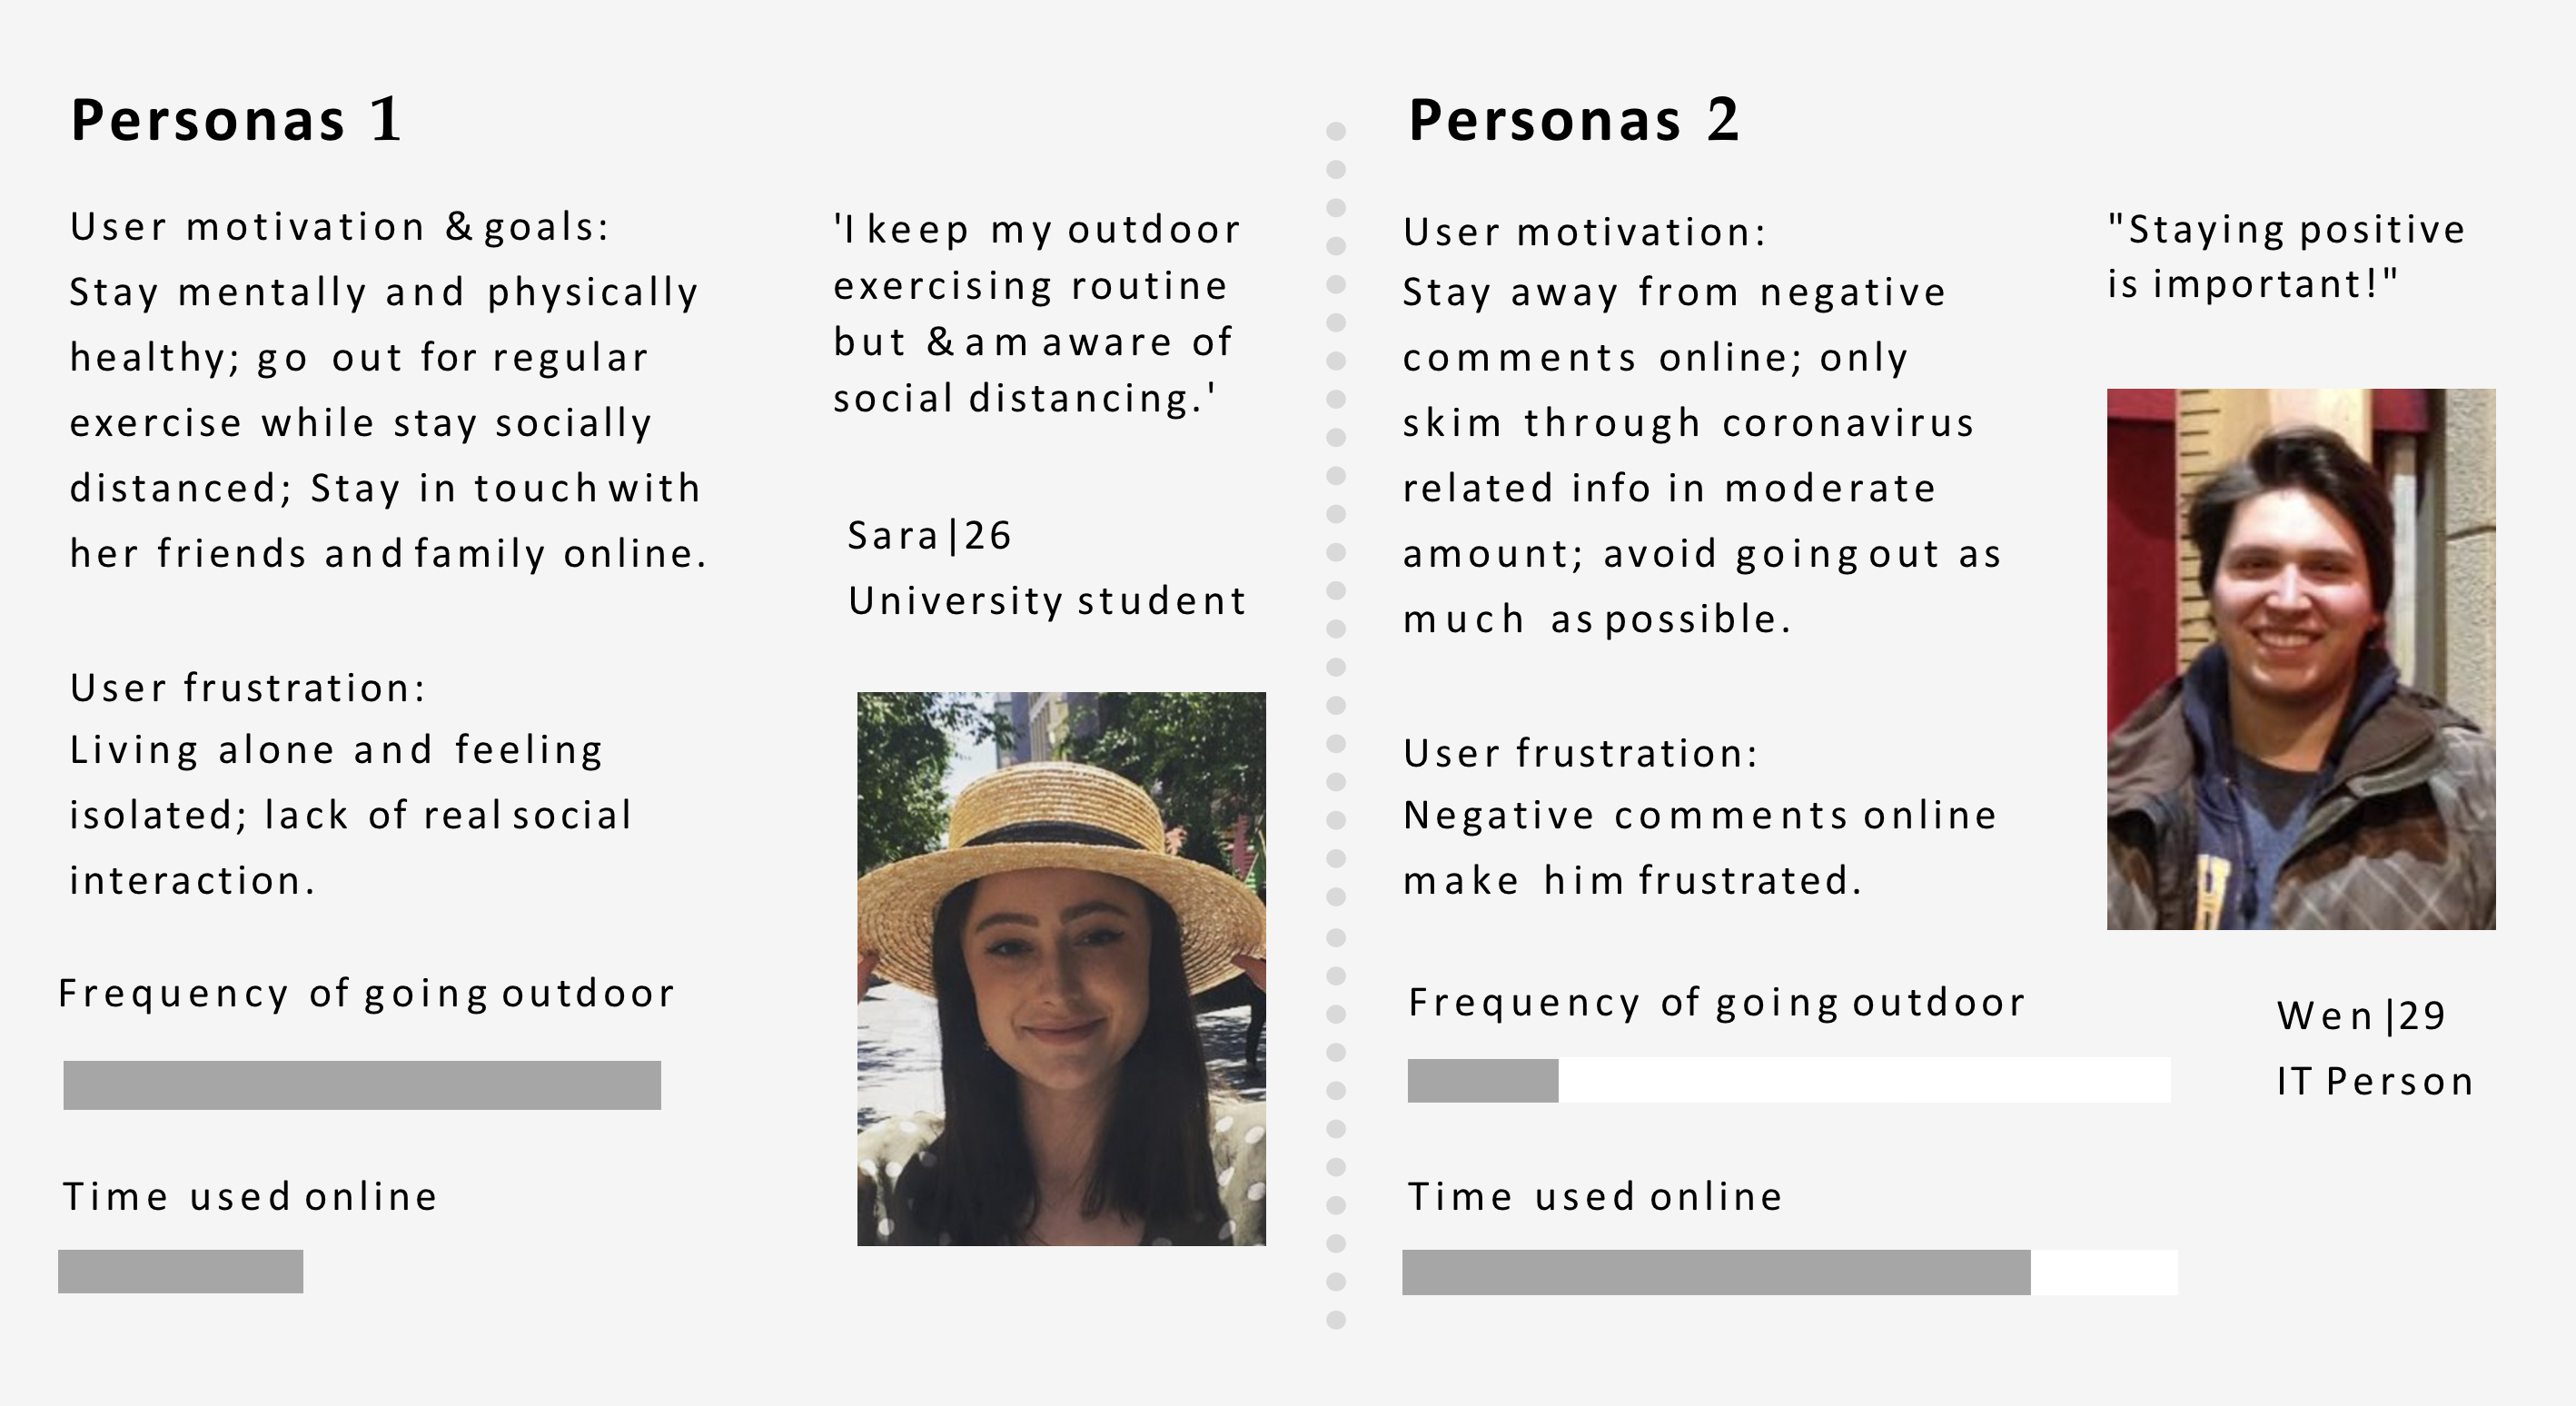 Personas 1
User motivation & goals:
Stay mentally and physically
healthy; go out for regular
exercise while stay socially
distanced; Stay in touch with
her friends and family online.
User frustration:
Living alone and feeling
isolated; lack of real social
interaction.
Frequency of going outdoor
Time used online
'I keep my outdoor
exercising routine
but & am aware of
social distancing.'
Sara|26
University student
Personas 2
User motivation:
Stay away from negative
comments online; only
skim through coronavirus
related info in moderate
amount; avoid going out as
much as possible.
User frustration:
Negative comments online
make him frustrated.
Frequency of going outdoor
Time used online
"Staying positive
is important!"
Wen|29
IT Person